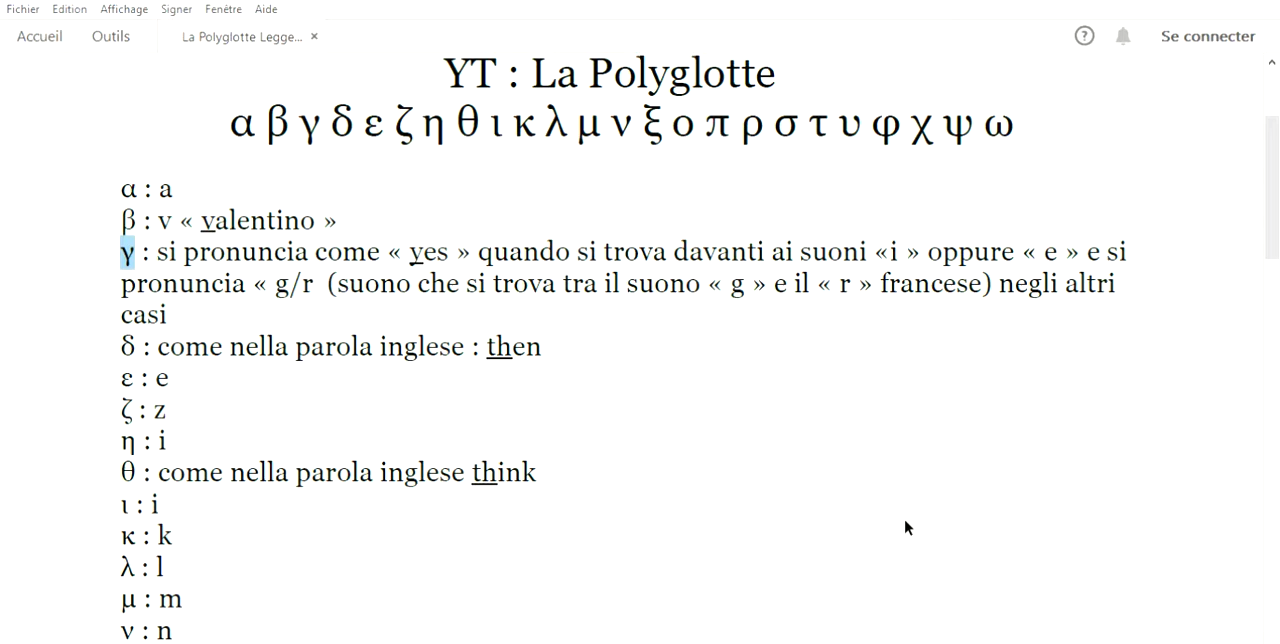 Fichier Edition Affichage Signer Fenêtre Aide
Accueil Outils La Polyglotte Legge... × ? Se connecter
YT : La Polyglotte
α β γ δ ε ζ η θ ι κ λ μ ν ξ ο π ρ σ τ υ φ χ ψ ω
α : a
β : v « valentino »
γ : si pronuncia come « yes » quando si trova davanti ai suoni «i » oppure « e » e si
pronuncia « g/r (suono che si trova tra il suono « g » e il « r » francese) negli altri
casi
δ : come nella parola inglese : then
ε : e
ζ : z
η : i
θ : come nella parola inglese think
ι : i
κ : k
λ : l
μ : m
ν : n